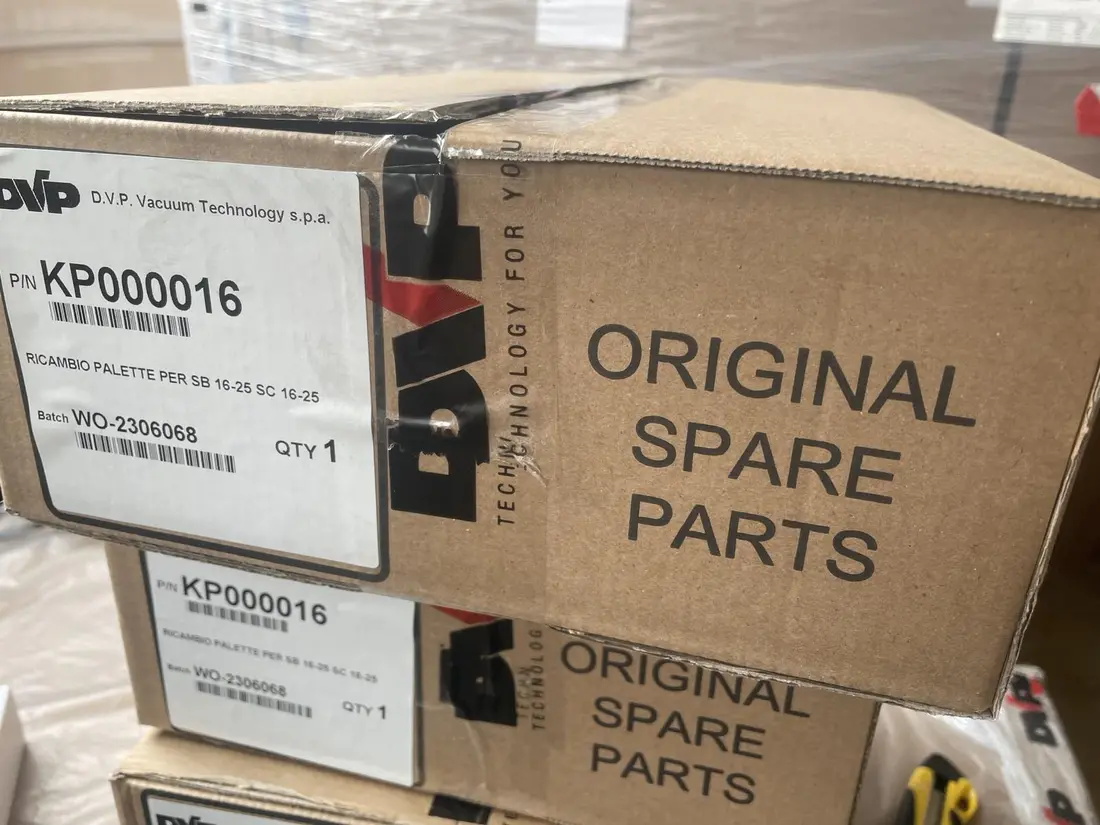 DVP D.V.P. Vacuum Technology s.p.a.
P/N KP000016
RICAMBIO PALETTE PER SB 16-25 SC 16-25
Batch WO-2306068
QTY 1
DVP
TECHNOLOGY FOR YOU
ORIGINAL
SPARE
PARTS
P/N KP000016
RICAMBIO PALETTE PER SB 16-25 SC 16-25
Batch WO-2306068
QTY 1
ORIGINAL
SPARE
PARTS
DVP